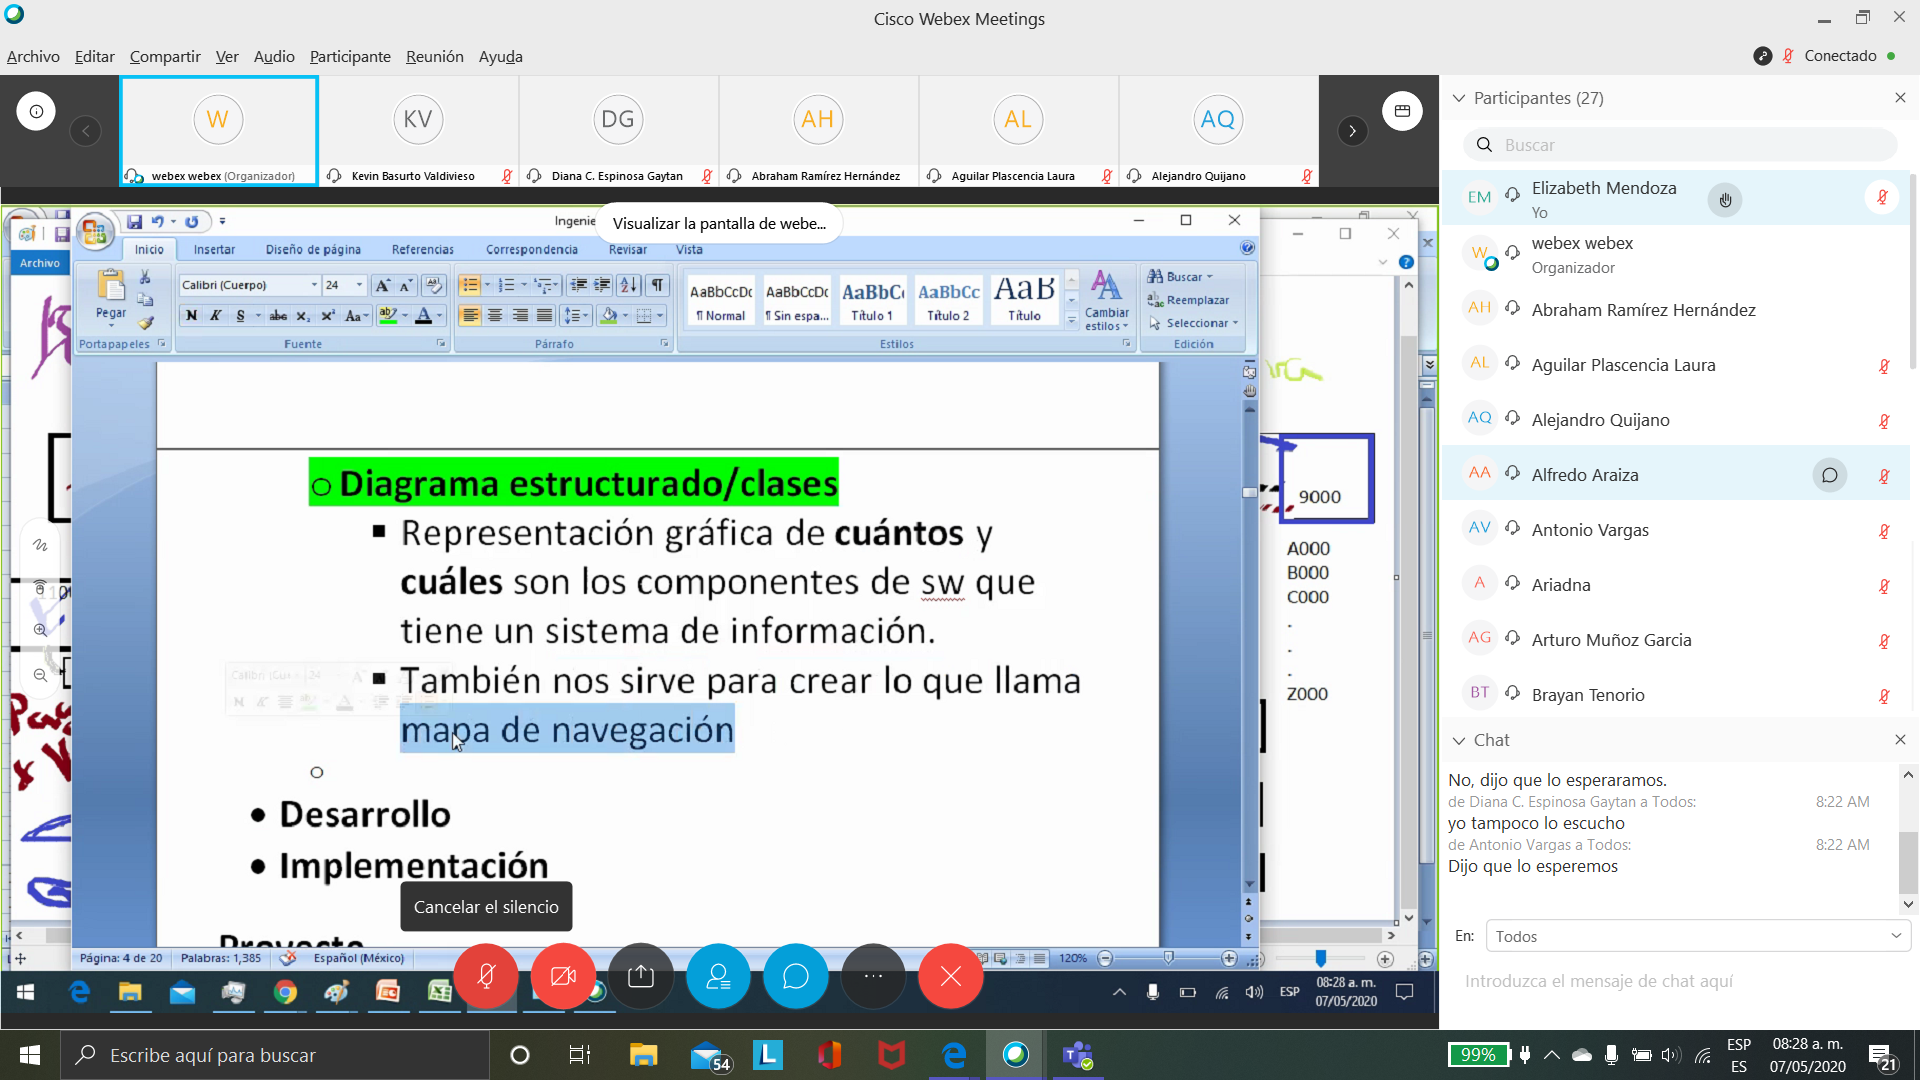 Cisco Webex Meetings
Archivo Editar Compartir Ver Audio Participante Reunión Ayuda
Conectado
W
KV
DG
AH
AL
AQ
webex webex (Organizador)
Kevin Basurto Valdivieso
Diana C. Espinosa Gaytan
Abraham Ramírez Hernández
Aguilar Plascencia Laura
Alejandro Quijano
Ingenie
Visualizar la pantalla de webe...
Archivo
Inicio Insertar Diseño de página Referencias Correspondencia Revisar Vista
Pegar
Portapapeles
Calibri (Cuerpo) 24
N K S abc x₂ x² Aa
Fuente
Párrafo
AaBbCcDc AaBbCcDc AaBbC AaBbCc AaB
¶ Normal ¶ Sin espa... Título 1 Título 2 Título
Cambiar estilos
Estilos
Buscar
Reemplazar
Seleccionar
Edición
o Diagrama estructurado/clases
▪ Representación gráfica de cuántos y
cuáles son los componentes de sw que
tiene un sistema de información.
▪ También nos sirve para crear lo que llama
mapa de navegación
o
• Desarrollo
• Implementación
Proyecto
Cancelar el silencio
9000
A000
B000
C000
.
.
.
Z000
Página: 4 de 20 Palabras: 1,385 Español (México)
120%
ESP
08:28 a. m.
07/05/2020
Participantes (27)
Buscar
EM Elizabeth Mendoza
Yo
W webex webex
Organizador
AH Abraham Ramírez Hernández
AL Aguilar Plascencia Laura
AQ Alejandro Quijano
AA Alfredo Araiza
AV Antonio Vargas
A Ariadna
AG Arturo Muñoz Garcia
BT Brayan Tenorio
Chat
No, dijo que lo esperaramos.
de Diana C. Espinosa Gaytan a Todos: 8:22 AM
yo tampoco lo escucho
de Antonio Vargas a Todos: 8:22 AM
Dijo que lo esperemos
En: Todos
Introduzca el mensaje de chat aquí
Escribe aquí para buscar
54
99%
ESP
ES
08:28 a. m.
07/05/2020
21